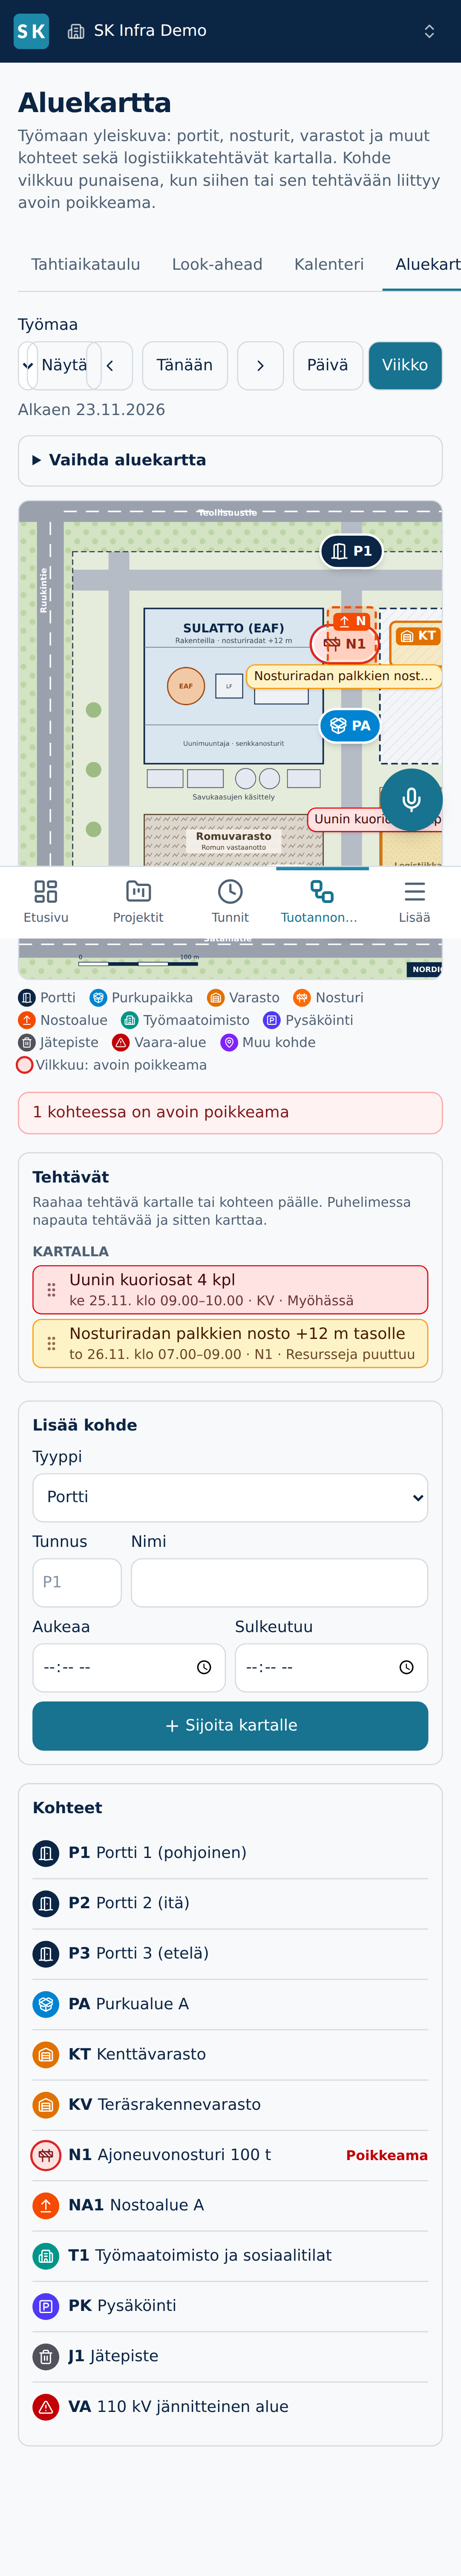 SK
SK Infra Demo
Aluekartta
Työmaan yleiskuva: portit, nosturit, varastot ja muut
kohteet sekä logistiikkatehtävät kartalla. Kohde
vilkkuu punaisena, kun siihen tai sen tehtävään liittyy
avoin poikkeama.
Tahtiaikataulu
Look-ahead
Kalenteri
Aluekart
Työmaa
Näytä
Tänään
Päivä
Viikko
Alkaen 23.11.2026
Vaihda aluekartta
Teollisuustie
Ruukintie
P1
SULATTO (EAF)
Rakenteilla · nosturiradat +12 m
N
N1
KT
EAF
LF
Nosturiradan palkkien nost…
PA
Uunimuuntaja · senkkanosturit
Savukaasujen käsittely
Uunin kuorio
Romuvarasto
Romun vastaanotto
Etusivu
Projektit
Tunnit
Tuotannon…
Lisää
Satamatie
0
100 m
NORDI
Portti
Purkupaikka
Varasto
Nosturi
Nostoalue
Työmaatoimisto
Pysäköinti
Jätepiste
Vaara-alue
Muu kohde
Vilkkuu: avoin poikkeama
1 kohteessa on avoin poikkeama
Tehtävät
Raahaa tehtävä kartalle tai kohteen päälle. Puhelimessa
napauta tehtävää ja sitten karttaa.
KARTALLA
Uunin kuoriosat 4 kpl
ke 25.11. klo 09.00–10.00 · KV · Myöhässä
Nosturiradan palkkien nosto +12 m tasolle
to 26.11. klo 07.00–09.00 · N1 · Resursseja puuttuu
Lisää kohde
Tyyppi
Portti
Tunnus
Nimi
P1
Aukeaa
Sulkeutuu
--:-- --
--:-- --
+ Sijoita kartalle
Kohteet
P1 Portti 1 (pohjoinen)
P2 Portti 2 (itä)
P3 Portti 3 (etelä)
PA Purkualue A
KT Kenttävarasto
KV Teräsrakennevarasto
N1 Ajoneuvonosturi 100 t
Poikkeama
NA1 Nostoalue A
T1 Työmaatoimisto ja sosiaalitilat
PK Pysäköinti
J1 Jätepiste
VA 110 kV jännitteinen alue